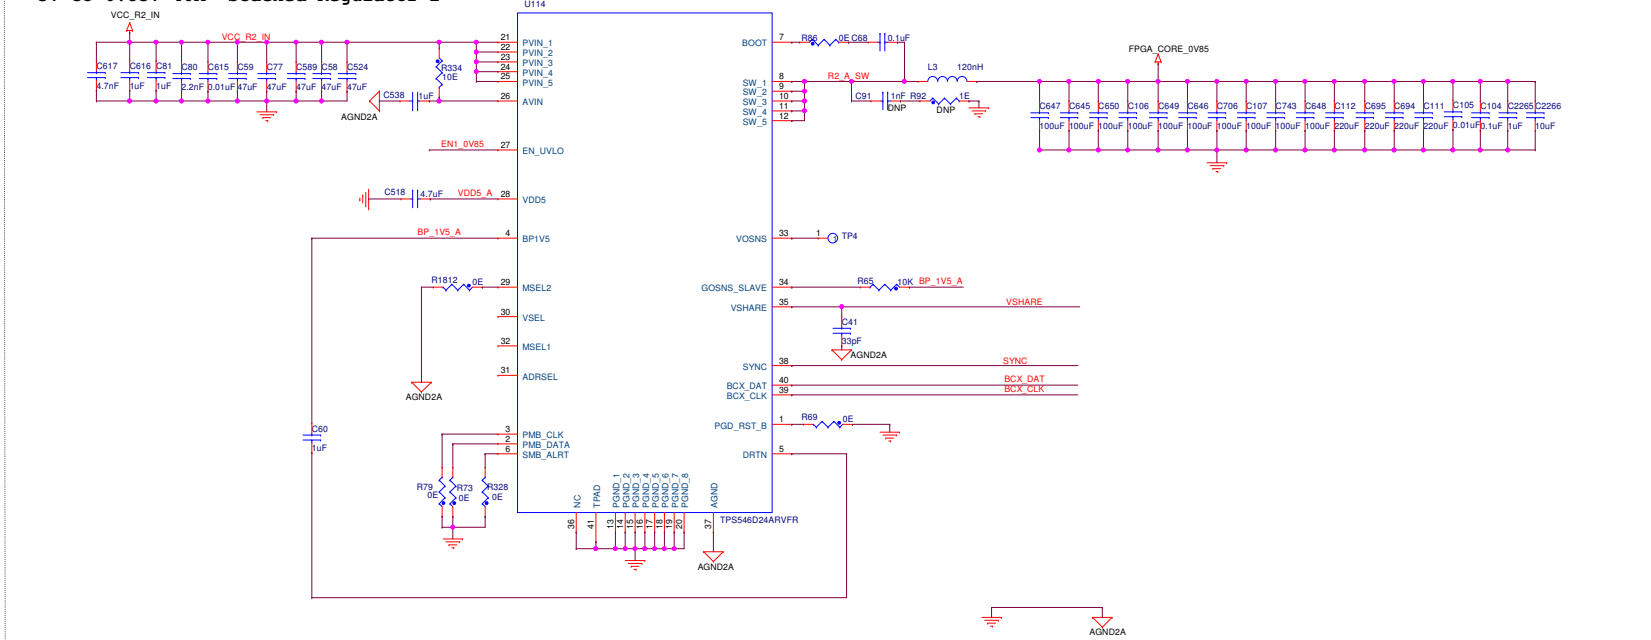 U114
VCC_R2_IN
VCC_R2_IN
C617 C616 C81 C80 C615 C59 C77 C589 C58 C524
4.7nF 1uF 1uF 2.2nF 0.01uF 47uF 47uF 47uF 47uF 47uF
R334
10E
C538 1uF
AGND2A
21 PVIN_1
22 PVIN_2
23 PVIN_3
24 PVIN_4
25 PVIN_5
26 AVIN
EN1_0V85 27 EN_UVLO
C518 4.7uF VDD5_A 28 VDD5
BP_1V5_A 4 BP1V5
R1812 0E 29 MSEL2
30 VSEL
32 MSEL1
31 ADRSEL
AGND2A
C60
1uF
3 PMB_CLK
2 PMB_DATA
6 SMB_ALRT
R79 R73 R328
0E 0E 0E
NC TPAD PGND_1 PGND_2 PGND_3 PGND_4 PGND_5 PGND_6 PGND_7 PGND_8 AGND
36 41 13 14 15 16 17 18 19 20 37
TPS546D24ARVFR
AGND2A
BOOT 7 R86 0E C68 0.1uF
SW_1 8 R2_A_SW
SW_2 9
SW_3 10
SW_4 11
SW_5 12
L3 120nH
C91 1nF R92 1E
DNP DNP
FPGA_CORE_0V85
C647 C645 C650 C106 C649 C646 C706 C107 C743 C648 C112 C695 C694 C111 C105 C104 C2265 C2266
100uF 100uF 100uF 100uF 100uF 100uF 100uF 100uF 100uF 100uF 220uF 220uF 220uF 220uF 0.01uF 0.1uF 1uF 10uF
VOSNS 33 1 TP4
GOSNS_SLAVE 34 R65 10K BP_1V5_A
VSHARE 35 VSHARE
C41
33pF
AGND2A
SYNC 38 SYNC
BCX_DAT 40 BCX_DAT
BCX_CLK 39 BCX_CLK
PGD_RST_B 1 R69 0E
DRTN 5
AGND2A